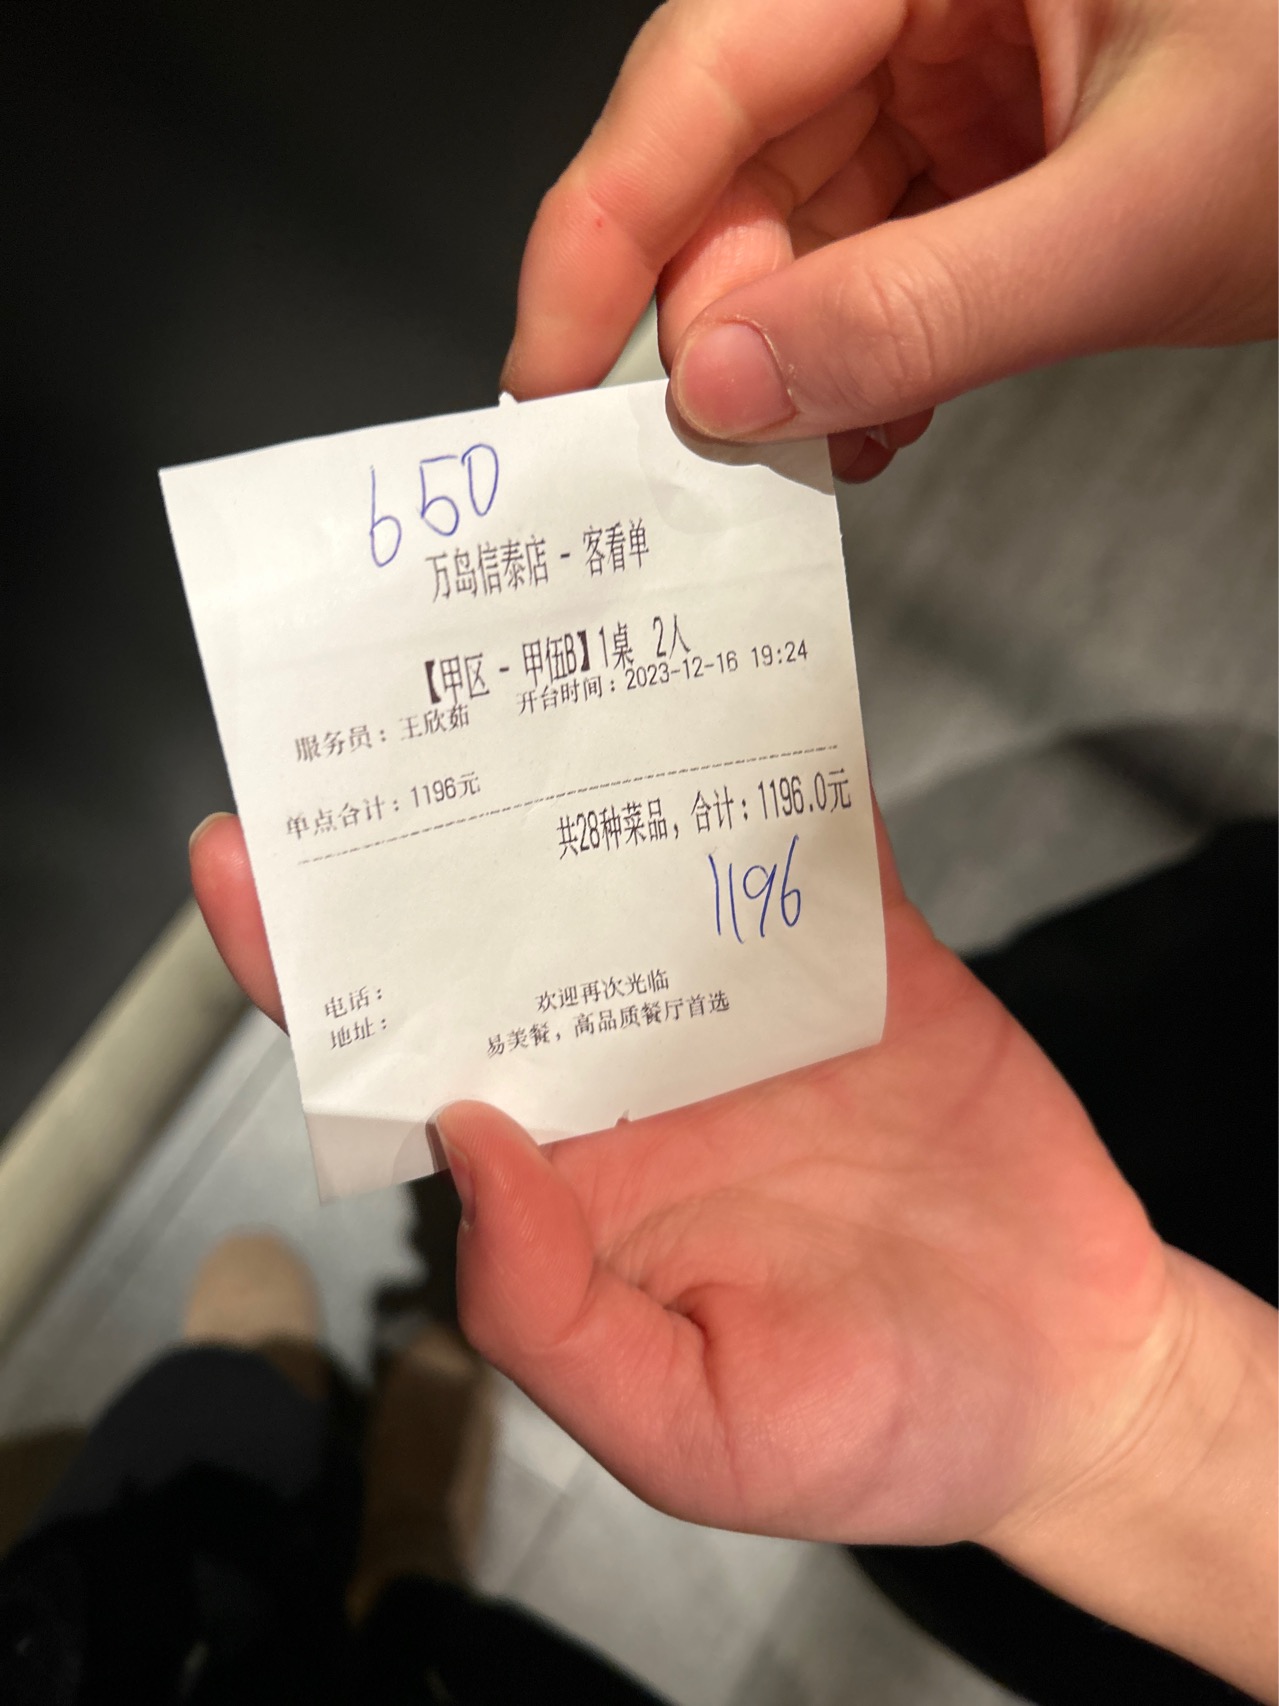 650
万岛信泰店 - 客看单
【甲区 - 甲伍B】1桌 2人
服务员：王欣茹 开台时间：2023-12-16 19:24
单点合计：1196元
共28种菜品，合计：1196.0元
1196
电话： 欢迎再次光临
地址： 易美餐，高品质餐厅首选